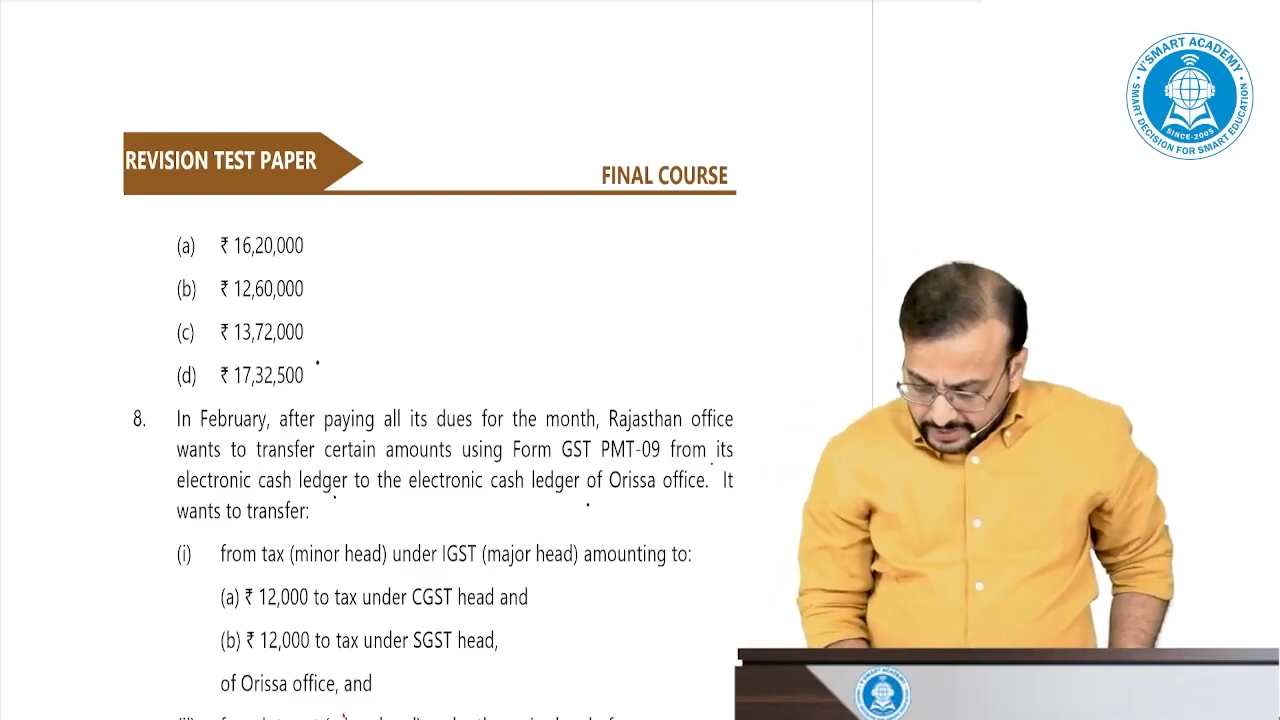 V'SMART ACADEMY
SMART DECISION FOR SMART EDUCATION
SINCE-2005
REVISION TEST PAPER
FINAL COURSE
(a) ₹ 16,20,000
(b) ₹ 12,60,000
(c) ₹ 13,72,000
(d) ₹ 17,32,500
8. In February, after paying all its dues for the month, Rajasthan office
wants to transfer certain amounts using Form GST PMT-09 from its
electronic cash ledger to the electronic cash ledger of Orissa office. It
wants to transfer:
(i) from tax (minor head) under IGST (major head) amounting to:
(a) ₹ 12,000 to tax under CGST head and
(b) ₹ 12,000 to tax under SGST head,
of Orissa office, and